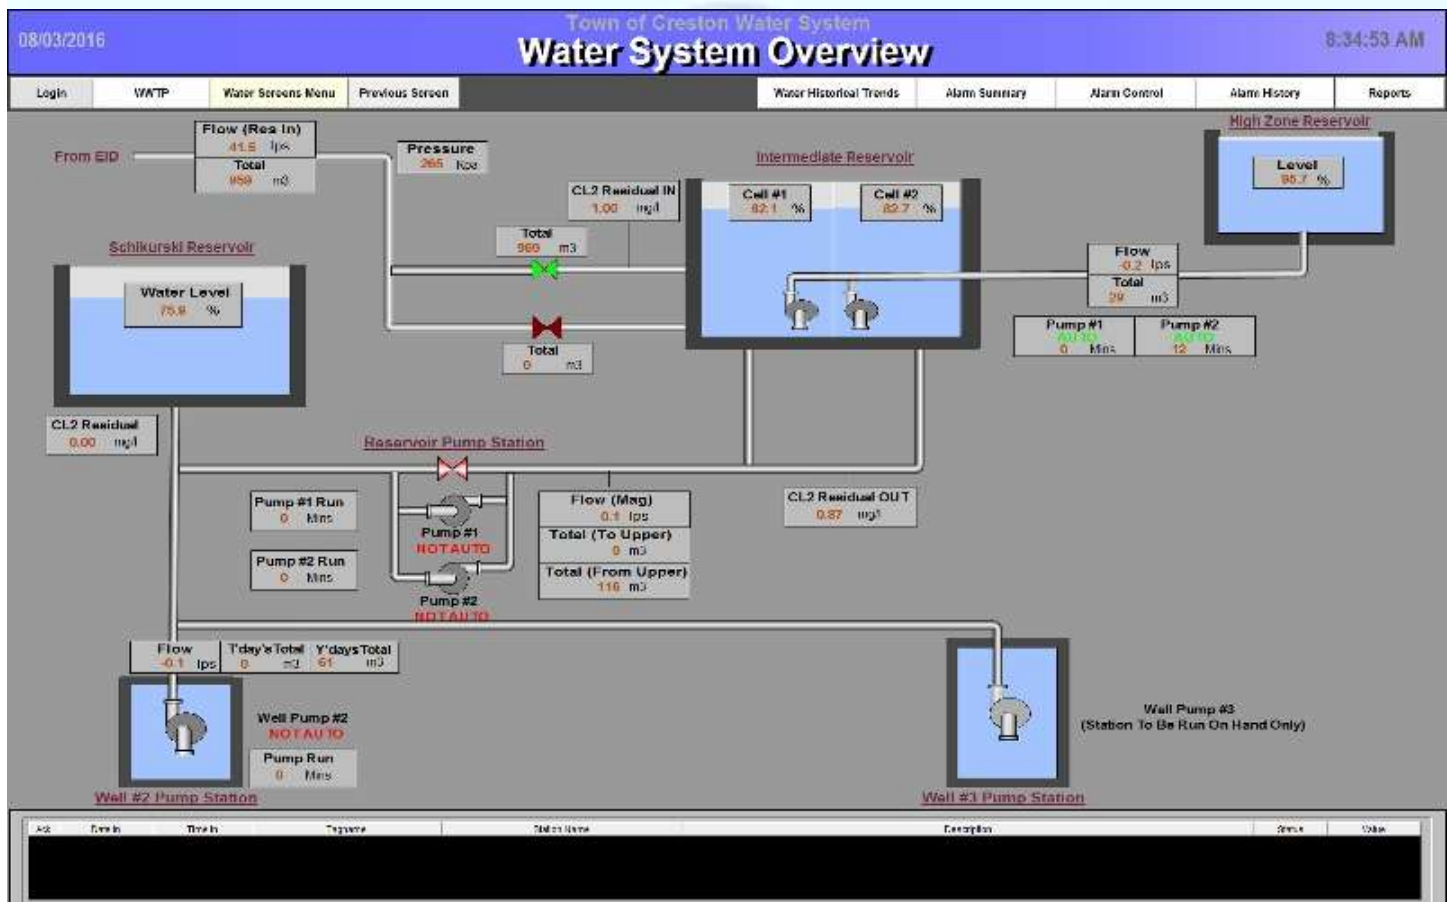 Town of Creston Water System
08/03/2016
Water System Overview
8:34:53 AM
Login
WWTP
Water Screens Menu
Previous Screen
Water Historical Trends
Alarm Summary
Alarm Control
Alarm History
Reports
From EID
Flow (Res In)
41.5 lps
Total
959 m3
Pressure
265 Kpa
High Zone Reservoir
Level
95.7 %
Intermediate Reservoir
CL2 Residual IN
1.00 mg/l
Cell #1
82.1 %
Cell #2
82.7 %
Total
969 m3
Schikurski Reservoir
Water Level
75.9 %
Flow
-0.2 lps
Total
29 m3
Total
0 m3
Pump #1
AUTO
0 Mins
Pump #2
AUTO
12 Mins
CL2 Residual
0.00 mg/l
Reservoir Pump Station
Pump #1 Run
0 Mins
Pump #1
NOT AUTO
Pump #2 Run
0 Mins
Pump #2
NOT AUTO
Flow (Mag)
0.1 lps
Total (To Upper)
0 m3
Total (From Upper)
116 m3
CL2 Residual OUT
0.87 mg/l
Flow
-0.1 lps
T'day's Total
0 m3
Y'days Total
61 m3
Well Pump #2
NOT AUTO
Pump Run
0 Mins
Well #2 Pump Station
Well Pump #3
(Station To Be Run On Hand Only)
Well #3 Pump Station
Ack Date In Time In Tagname Station Name Description Status Value